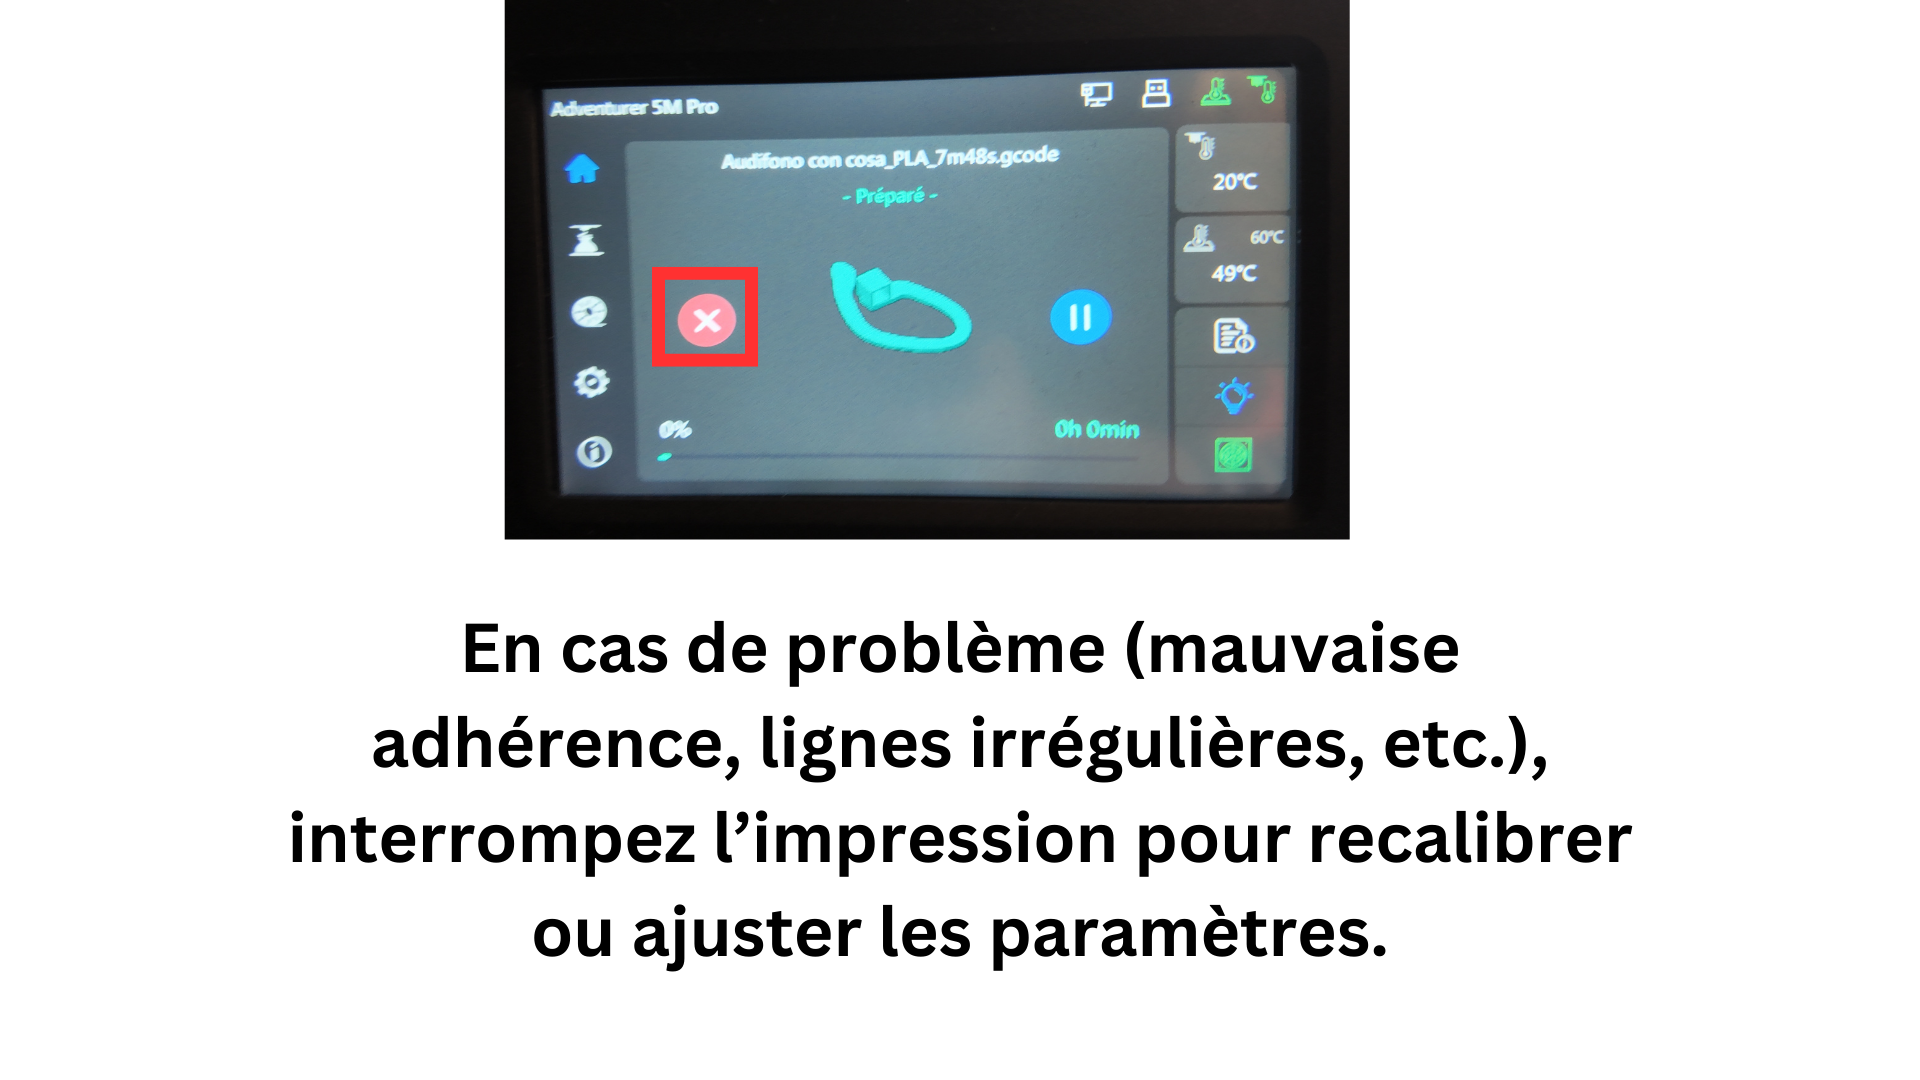 Adventurer 5M Pro
Audífono con cosa_PLA_7m48s.gcode
- Préparé -
20°C
60°C
49°C
0%
0h 0min
En cas de problème (mauvaise
adhérence, lignes irrégulières, etc.),
interrompez l’impression pour recalibrer
ou ajuster les paramètres.